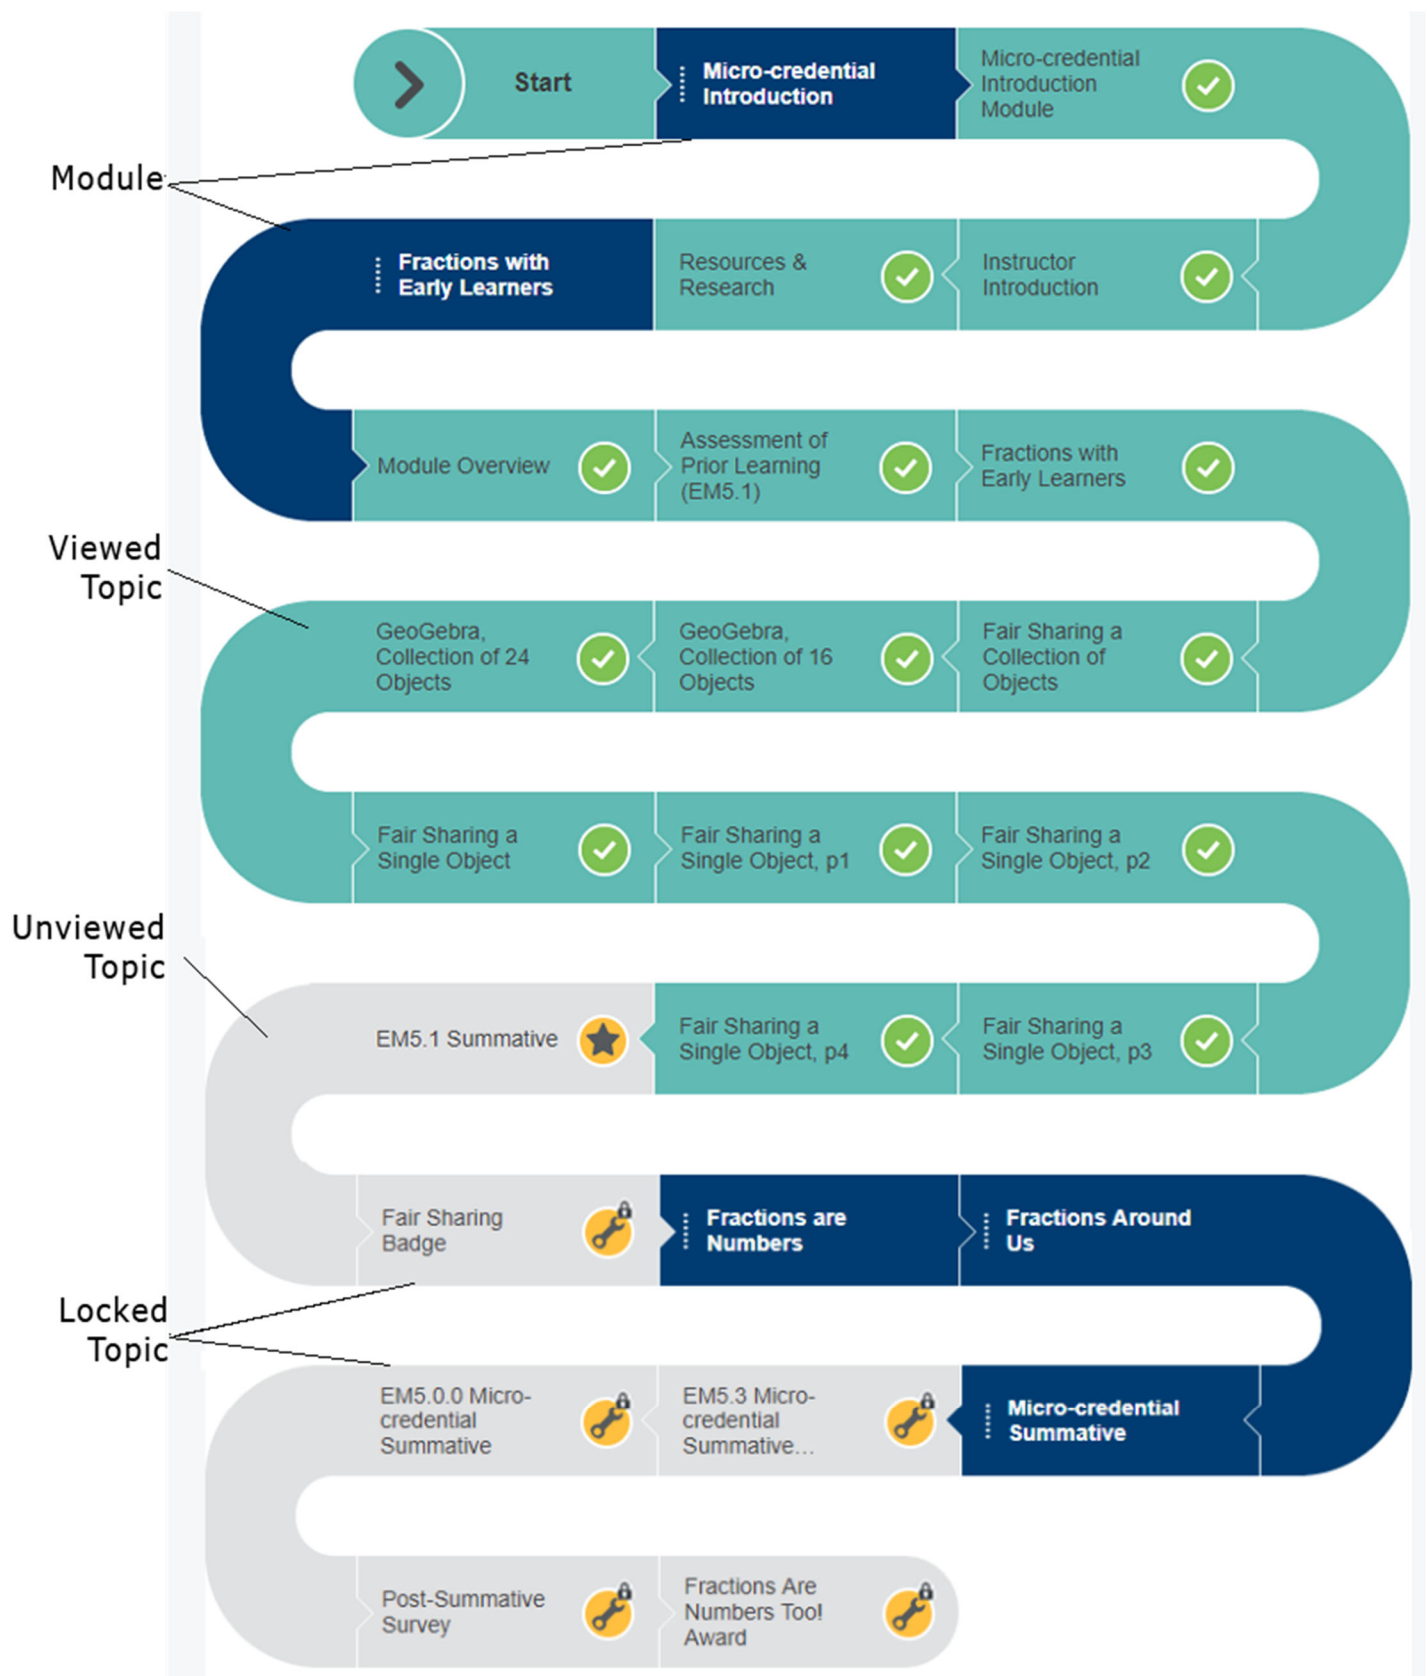 Start
Micro-credential
Introduction
Micro-credential
Introduction
Module
Module
Fractions with
Early Learners
Resources &
Research
Instructor
Introduction
Module Overview
Assessment of
Prior Learning
(EM5.1)
Fractions with
Early Learners
Viewed
Topic
GeoGebra,
Collection of 24
Objects
GeoGebra,
Collection of 16
Objects
Fair Sharing a
Collection of
Objects
Fair Sharing a
Single Object
Fair Sharing a
Single Object, p1
Fair Sharing a
Single Object, p2
Unviewed
Topic
EM5.1 Summative
Fair Sharing a
Single Object, p4
Fair Sharing a
Single Object, p3
Fair Sharing
Badge
Fractions are
Numbers
Fractions Around
Us
Locked
Topic
EM5.0.0 Micro-
credential
Summative
EM5.3 Micro-
credential
Summative...
Micro-credential
Summative
Post-Summative
Survey
Fractions Are
Numbers Too!
Award